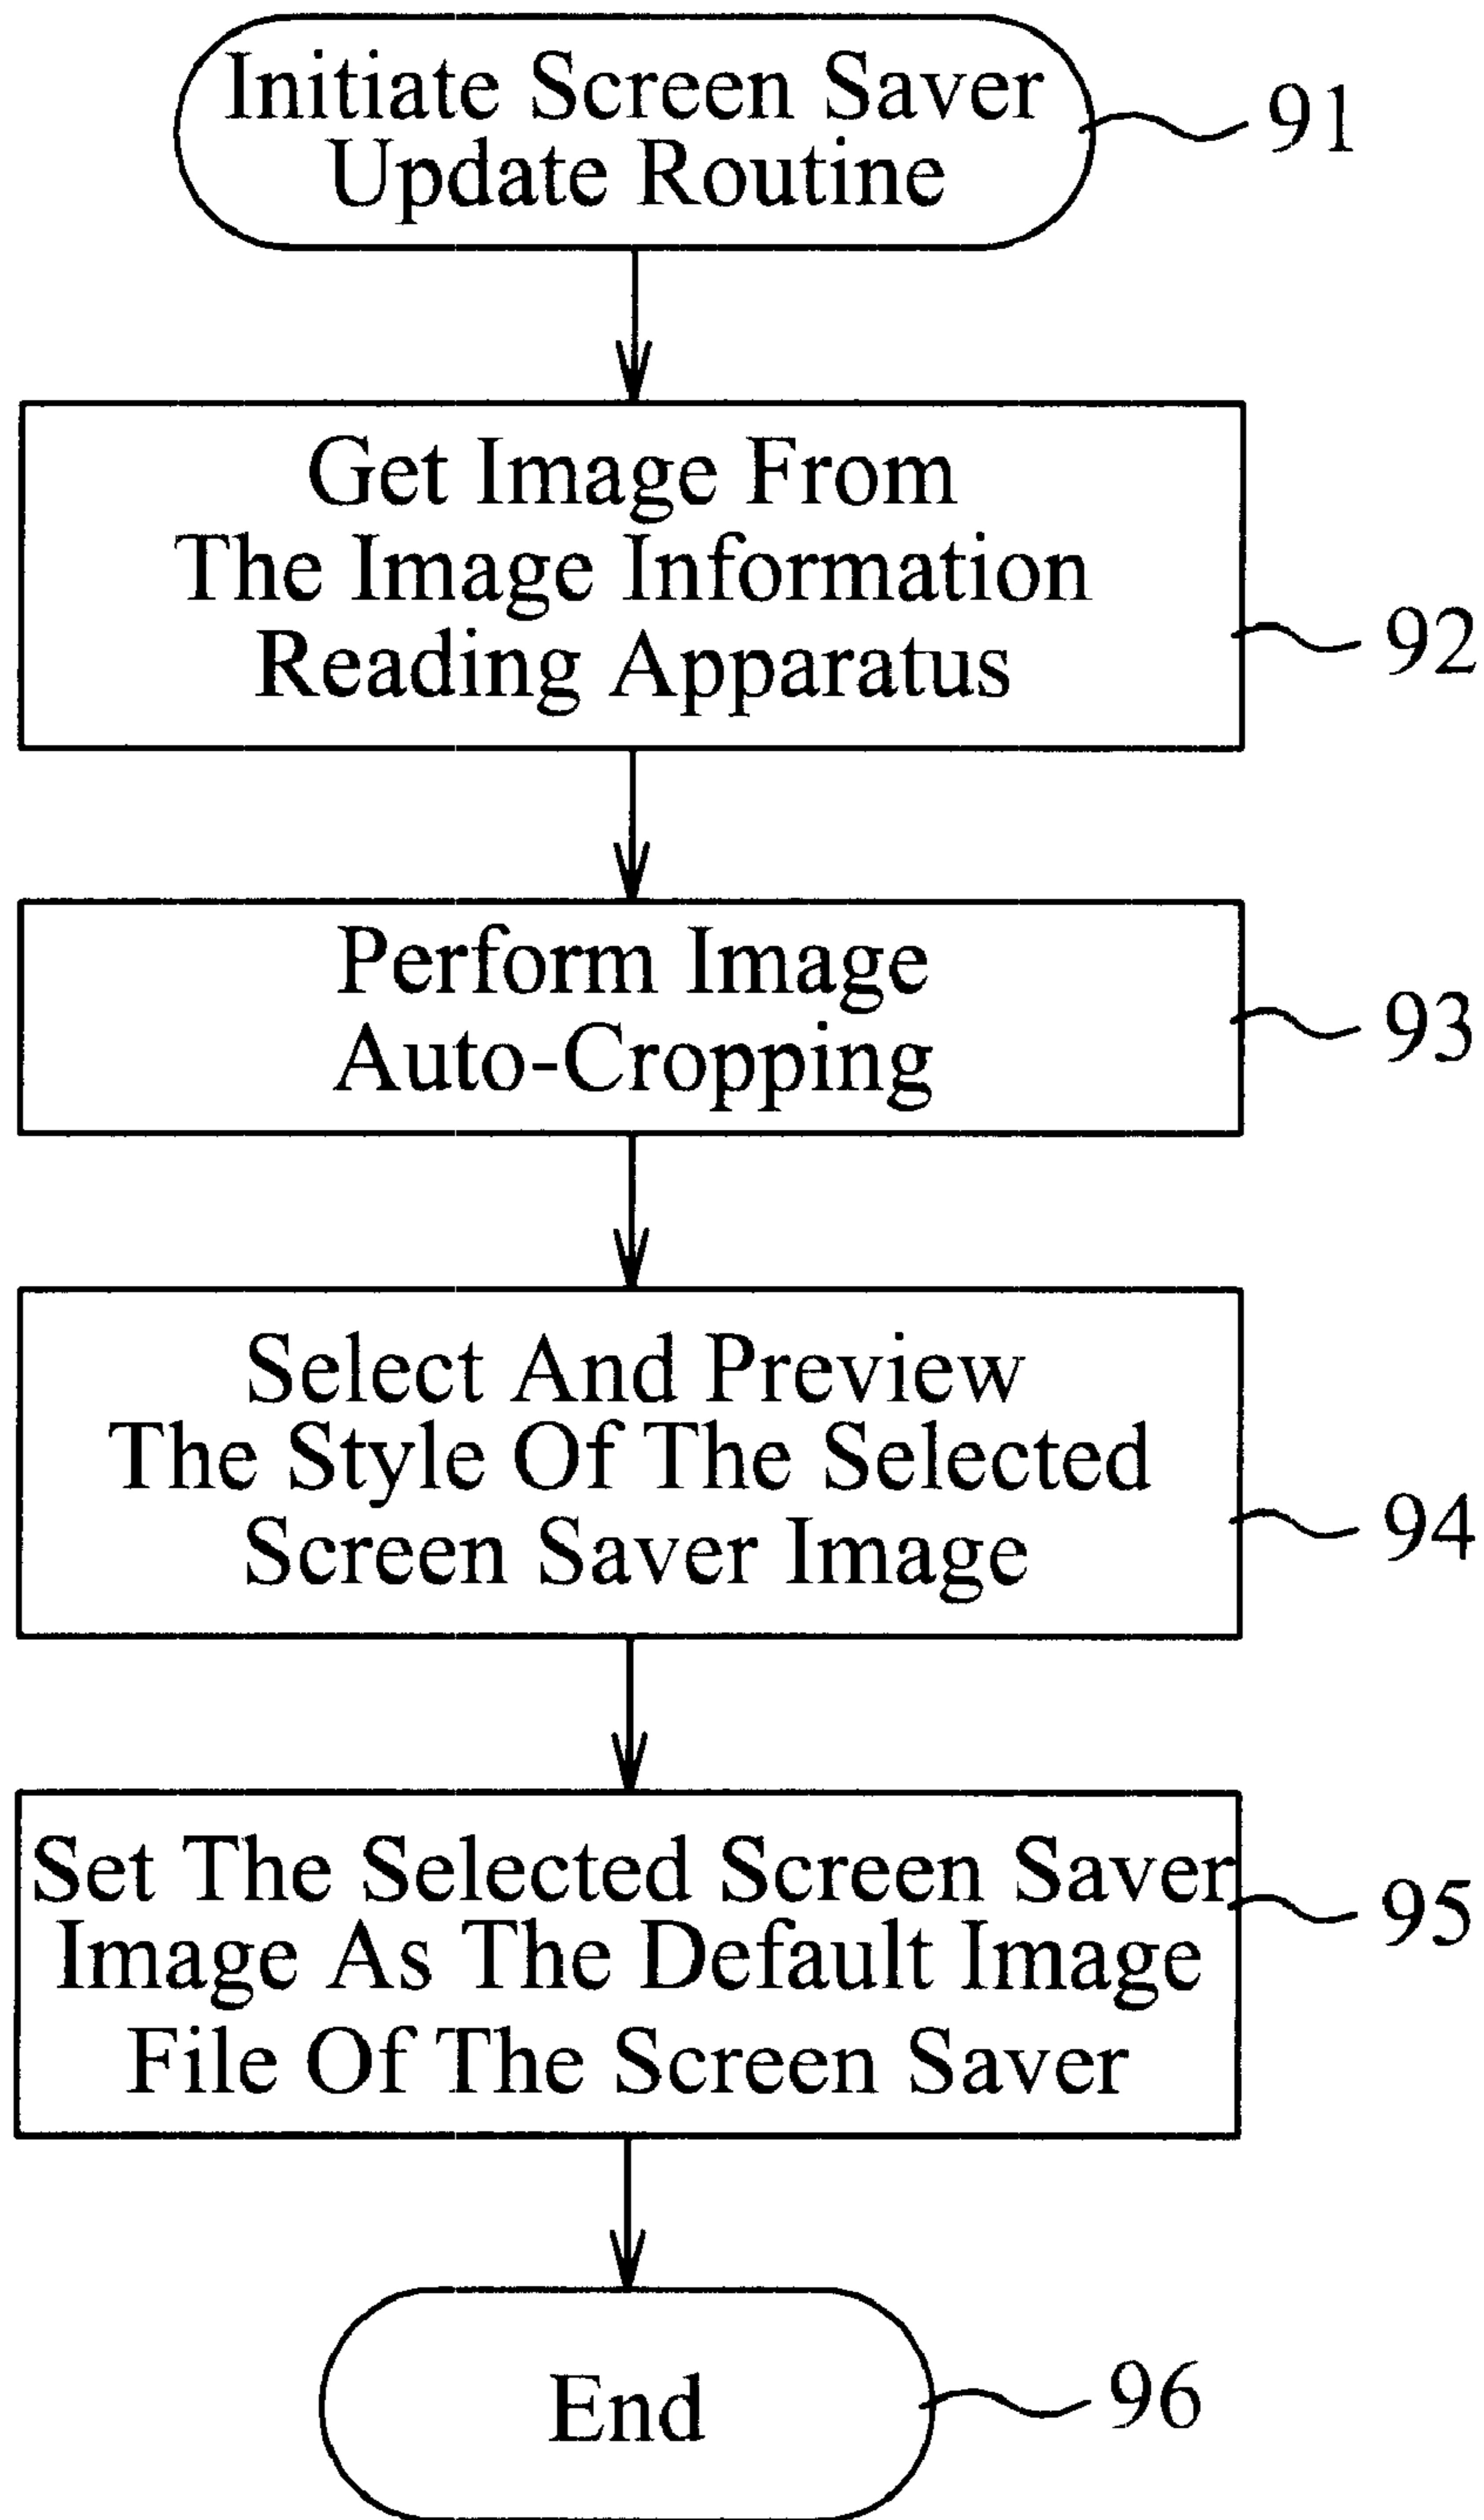 Initiate Screen Saver
Update Routine
91
Get Image From
The Image Information
Reading Apparatus
92
Perform Image
Auto-Cropping
93
Select And Preview
The Style Of The Selected
Screen Saver Image
94
Set The Selected Screen Saver
Image As The Default Image
File Of The Screen Saver
95
End
96